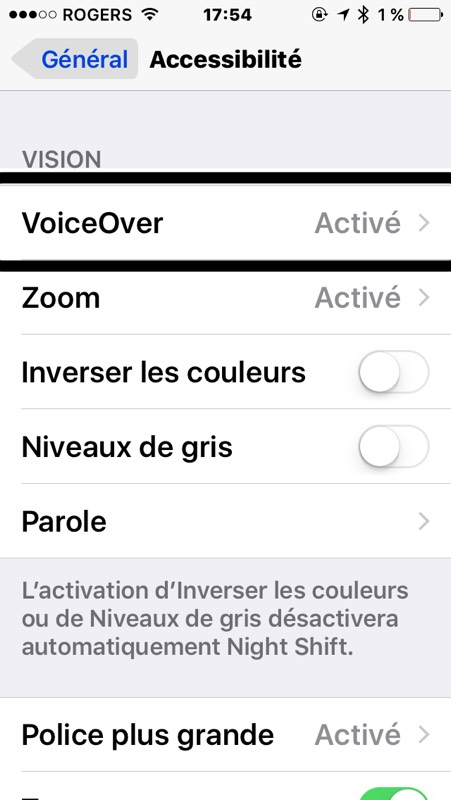 ROGERS 17:54 1 %
Général Accessibilité
VISION
VoiceOver Activé
Zoom Activé
Inverser les couleurs
Niveaux de gris
Parole
L’activation d’Inverser les couleurs
ou de Niveaux de gris désactivera
automatiquement Night Shift.
Police plus grande Activé